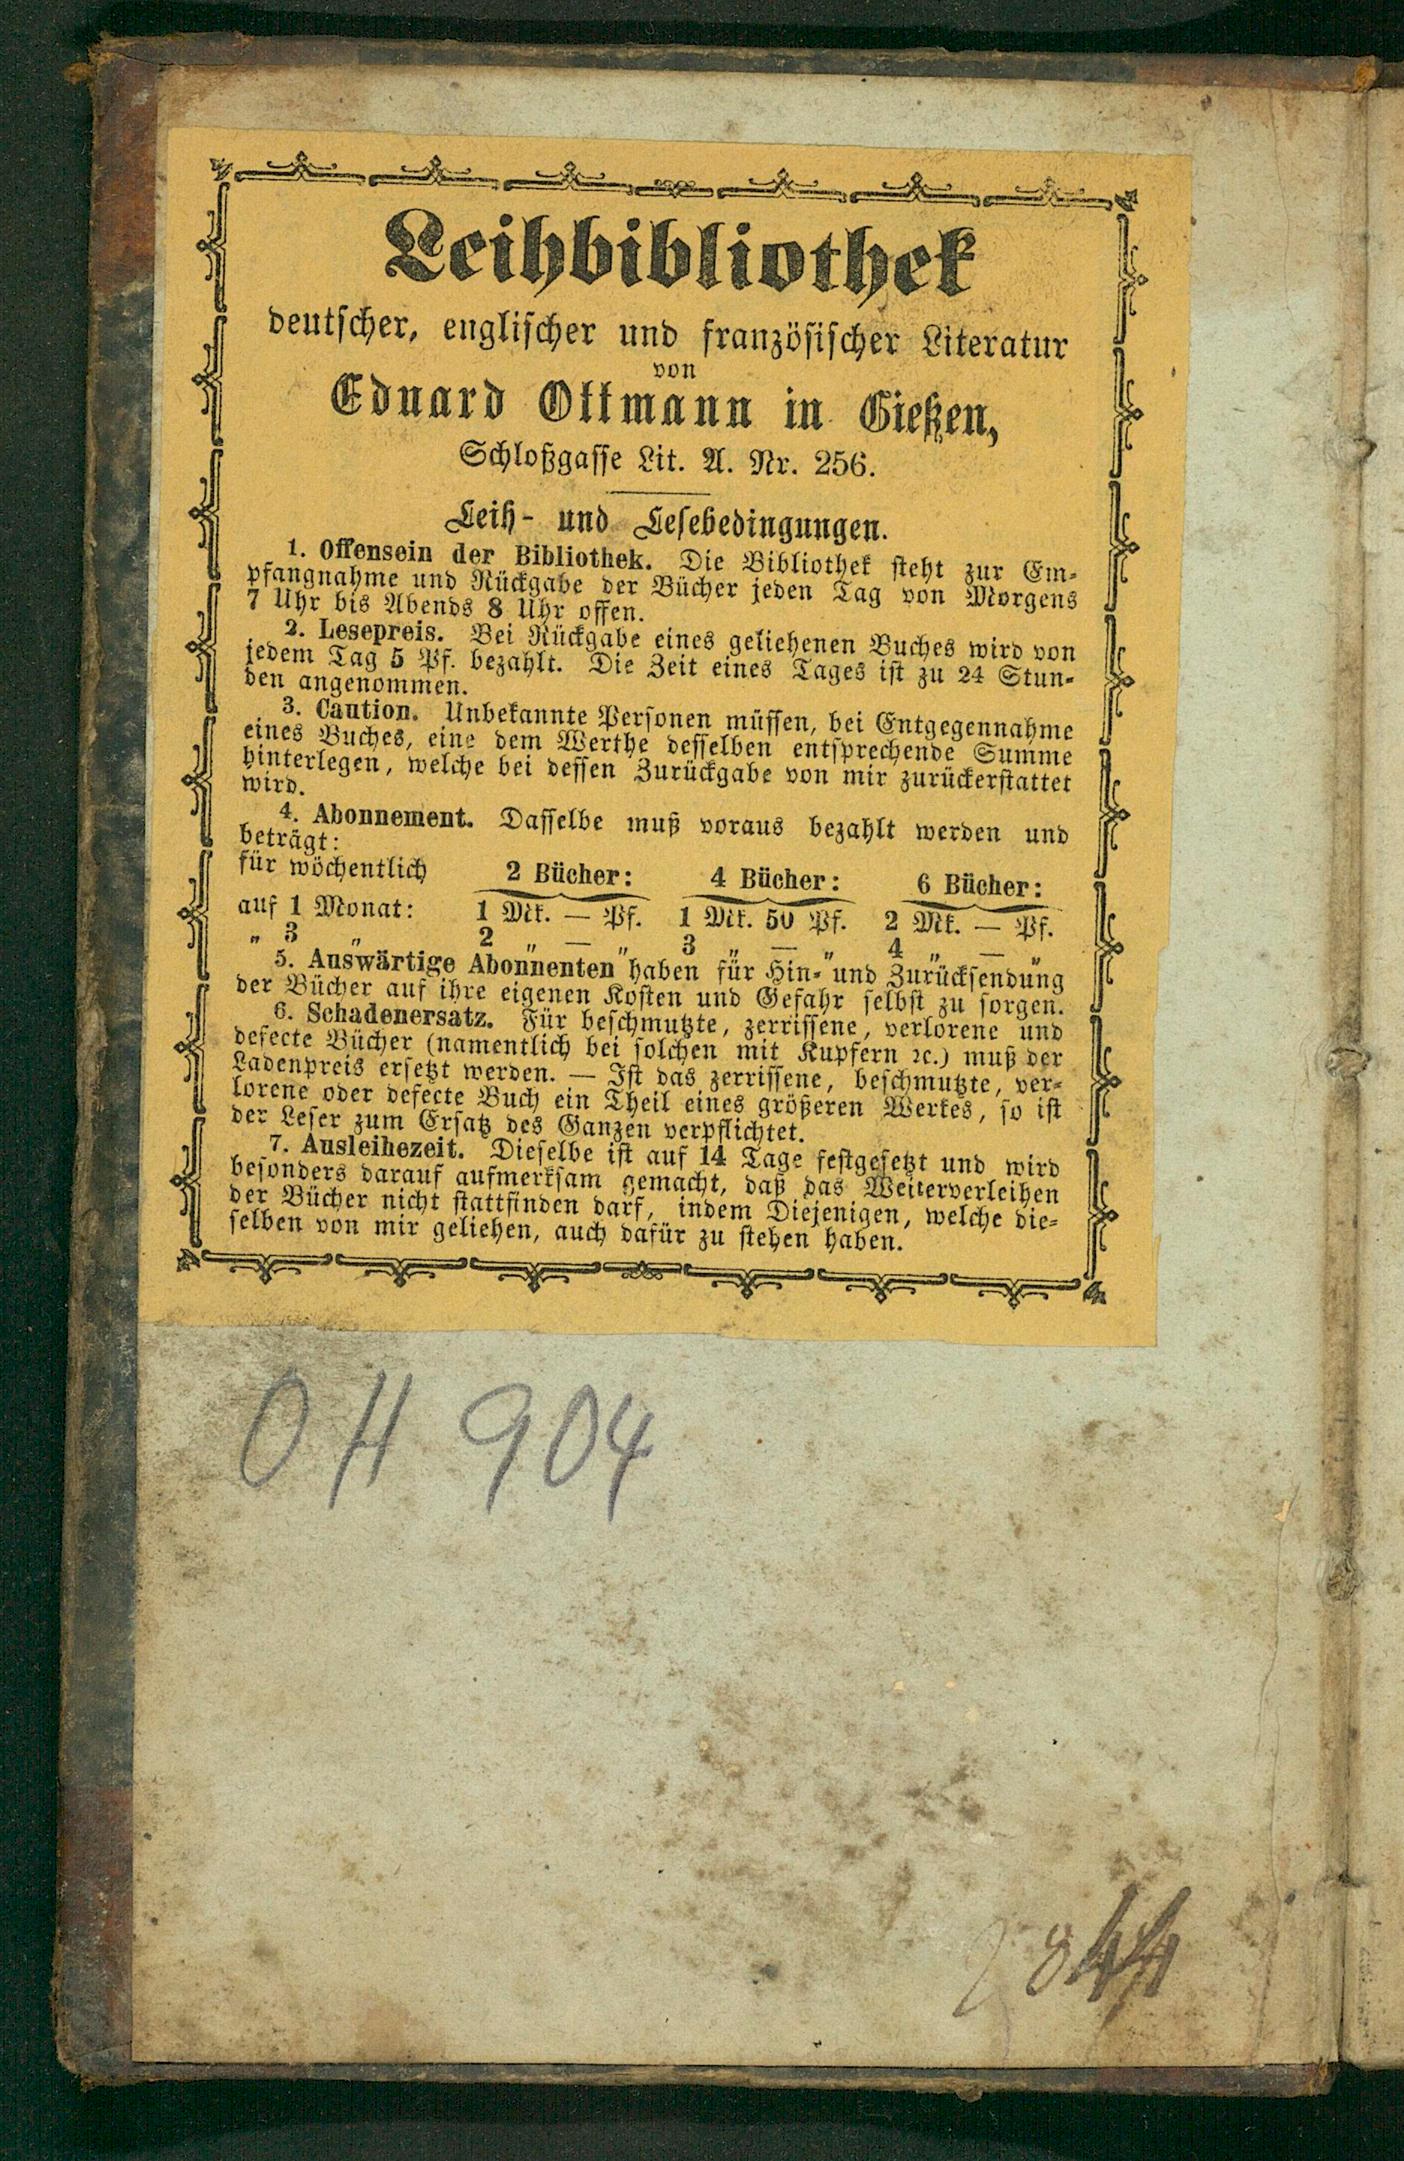 Leihbibliothek
deutscher, englischer und französischer Literatur
von
Eduard Ottmann in Gießen,
Schloßgasse Lit. A. Nr. 256.
Leih- und Lesebedingungen.
1. Offensein der Bibliothek. Die Bibliothek steht zur Em-
pfangnahme und Rückgabe der Bücher jeden Tag von Morgens
7 Uhr bis Abends 8 Uhr offen.
2. Lesepreis. Bei Rückgabe eines geliehenen Buches wird von
jedem Tag 5 Pf. bezahlt. Die Zeit eines Tages ist zu 24 Stun-
den angenommen.
3. Caution. Unbekannte Personen müssen, bei Entgegennahme
eines Buches, eine dem Werthe desselben entsprechende Summe
hinterlegen, welche bei dessen Zurückgabe von mir zurückerstattet
wird.
4. Abonnement. Dasselbe muß voraus bezahlt werden und
beträgt:
für wöchentlich 2 Bücher: 4 Bücher: 6 Bücher:
auf 1 Monat: 1 Mk. — Pf. 1 Mk. 50 Pf. 2 Mk. — Pf.
„ 3 „ 2 „ — „ 3 „ — „ 4 „ — „
5. Auswärtige Abonnenten haben für Hin- und Zurücksendung
der Bücher auf ihre eigenen Kosten und Gefahr selbst zu sorgen.
6. Schadenersatz. Für beschmutzte, zerrissene, verlorene und
defecte Bücher (namentlich bei solchen mit Kupfern ꝛc.) muß der
Ladenpreis ersetzt werden. — Ist das zerrissene, beschmutzte, ver-
lorene oder defecte Buch ein Theil eines größeren Werkes, so ist
der Leser zum Ersatz des Ganzen verpflichtet.
7. Ausleihezeit. Dieselbe ist auf 14 Tage festgesetzt und wird
besonders darauf aufmerksam gemacht, daß das Weiterverleihen
der Bücher nicht stattfinden darf, indem Diejenigen, welche die-
selben von mir geliehen, auch dafür zu stehen haben.
OH 904